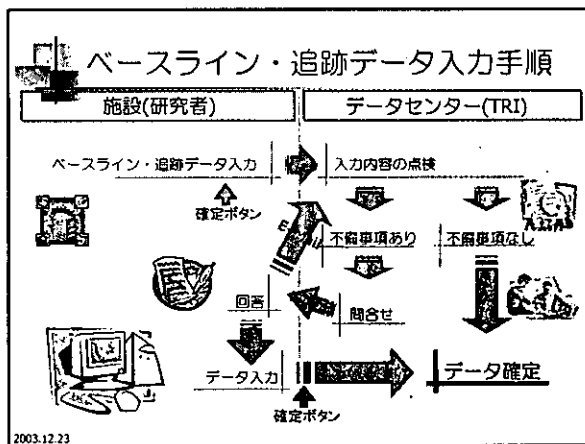 ベースライン・追跡データ入力手順
施設(研究者)
データセンター(TRI)
ベースライン・追跡データ入力
入力内容の点検
確定ボタン
不備事項あり
不備事項なし
回答
問合せ
データ入力
データ確定
確定ボタン
2003.12.23